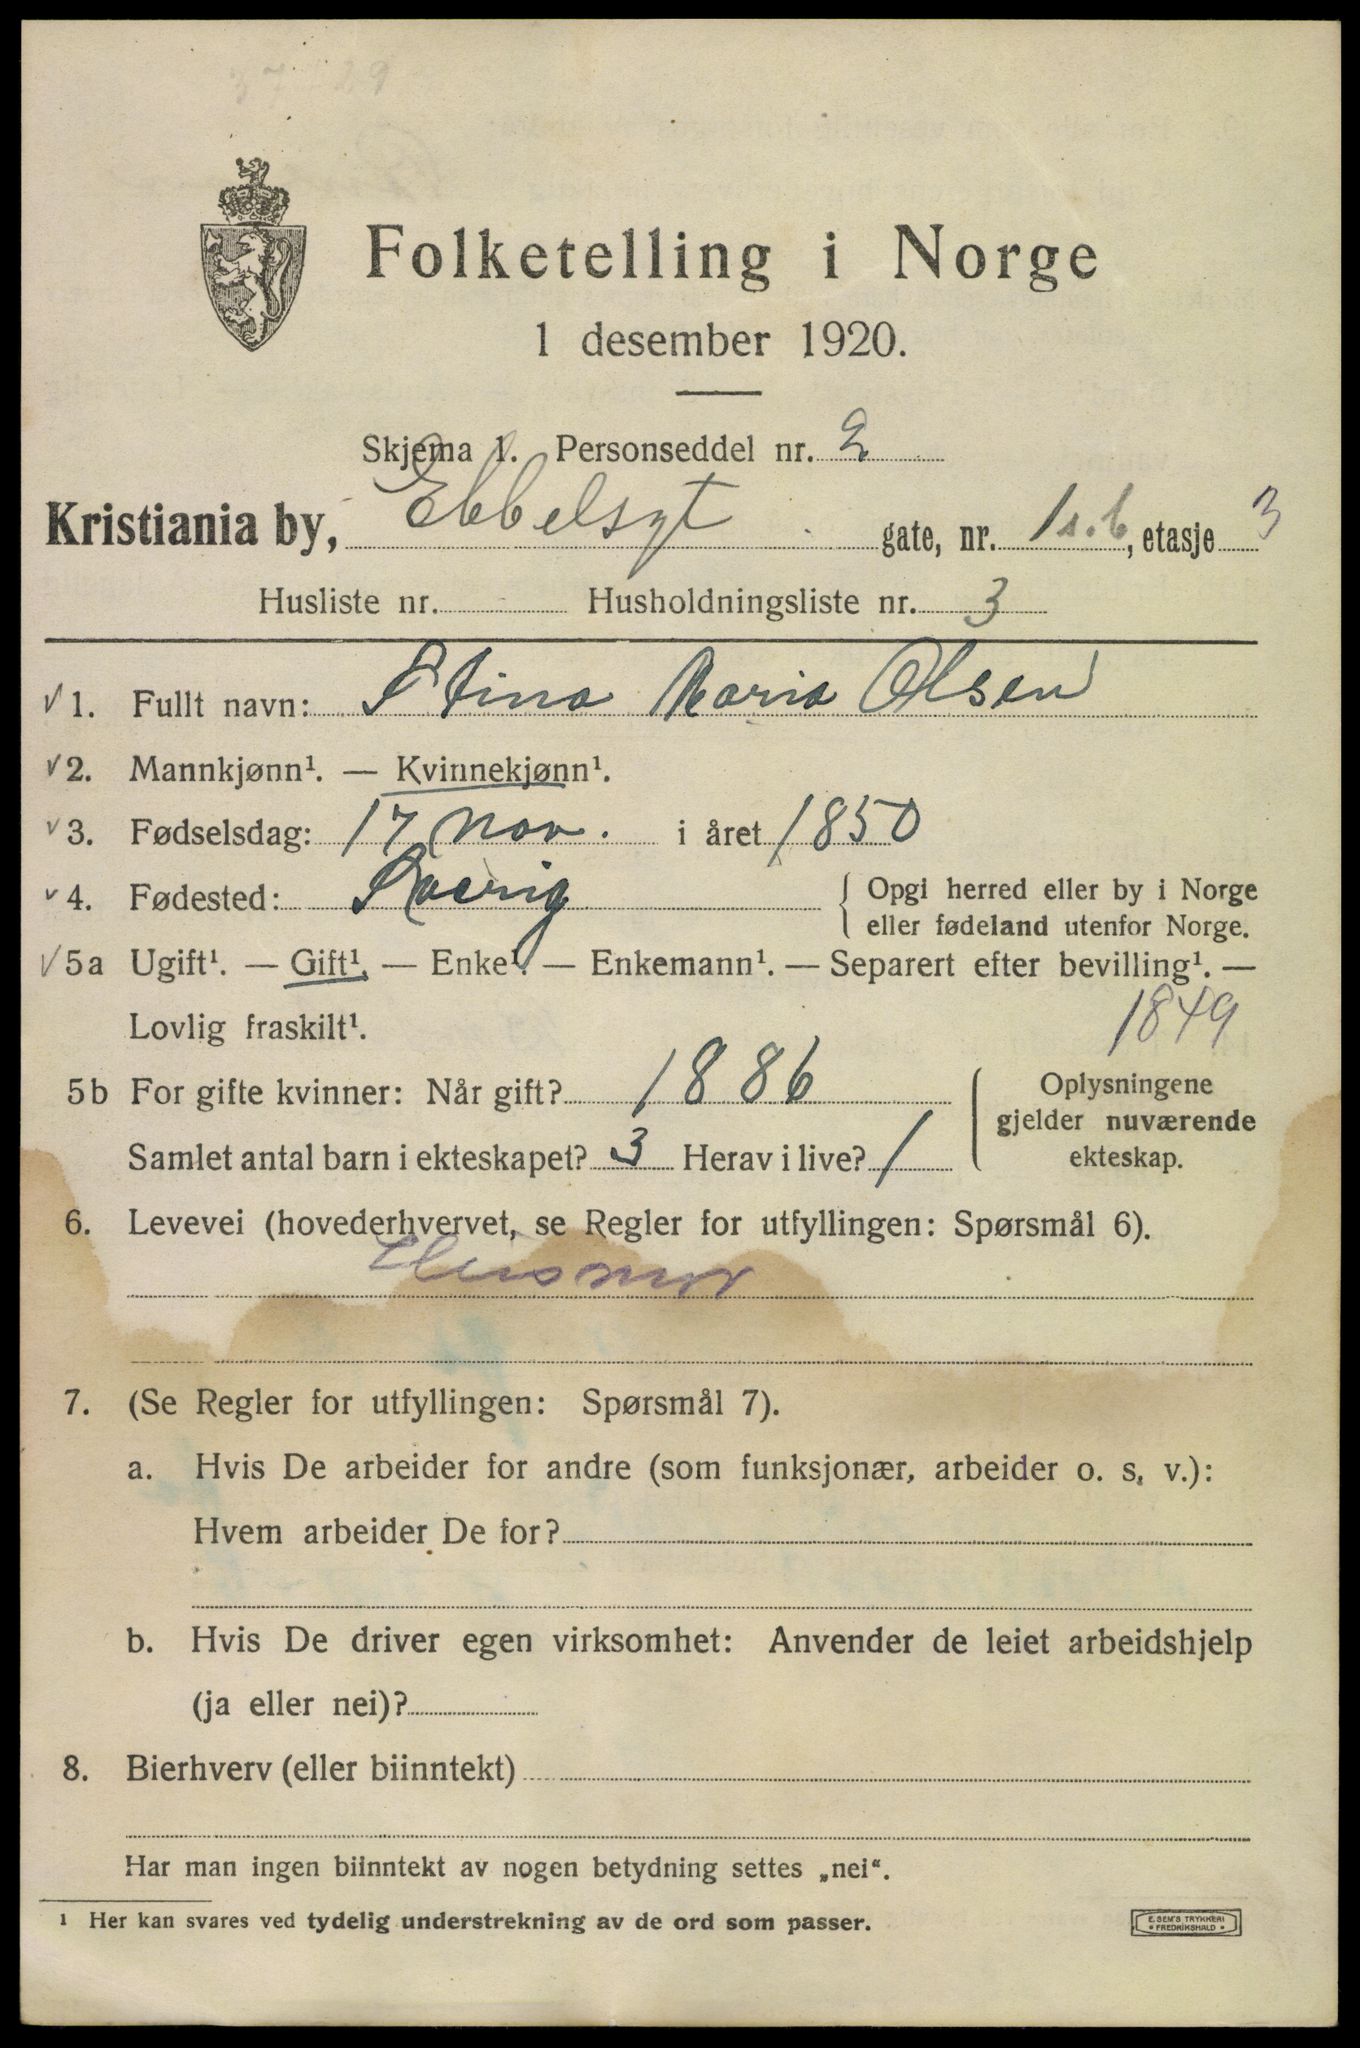 37129
Folketelling i Norge
1 desember 1920.
Skjema 1. Personseddel nr. 2
Kristiania by, Ebbelsgt gate, nr. 1 s.b, etasje 3
Husliste nr. Husholdningsliste nr. 3
√ 1. Fullt navn: Stina Maria Olsen
√ 2. Mannkjønn¹. — Kvinnekjønn¹.
√ 3. Fødselsdag: 17 nov. i året 1850
√ 4. Fødested: Sverig { Opgi herred eller by i Norge
eller fødeland utenfor Norge.
√ 5a Ugift¹. — Gift¹. — Enke¹. — Enkemann¹. — Separert efter bevilling¹. —
Lovlig fraskilt¹. 1849
5b For gifte kvinner: Når gift? 1886 { Oplysningene
gjelder nuværende
Samlet antal barn i ekteskapet? 3 Herav i live? 1 ekteskap.
6. Levevei (hovederhvervet, se Regler for utfyllingen: Spørsmål 6).
Husmor
7. (Se Regler for utfyllingen: Spørsmål 7).
a. Hvis De arbeider for andre (som funksjonær, arbeider o. s. v.):
Hvem arbeider De for?
b. Hvis De driver egen virksomhet: Anvender de leiet arbeidshjelp
(ja eller nei)?
8. Bierhverv (eller biinntekt)
Har man ingen biinntekt av nogen betydning settes „nei“.
¹ Her kan svares ved tydelig understrekning av de ord som passer.
E. SEM'S TRYKKERI
• FREDRIKSHALD •